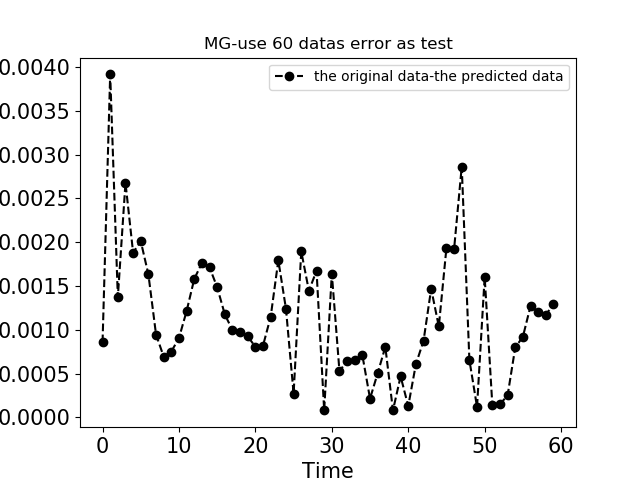 MG-use 60 datas error as test
the original data-the predicted data
0.0040
0.0035
0.0030
0.0025
0.0020
0.0015
0.0010
0.0005
0.0000
0 10 20 30 40 50 60
Time